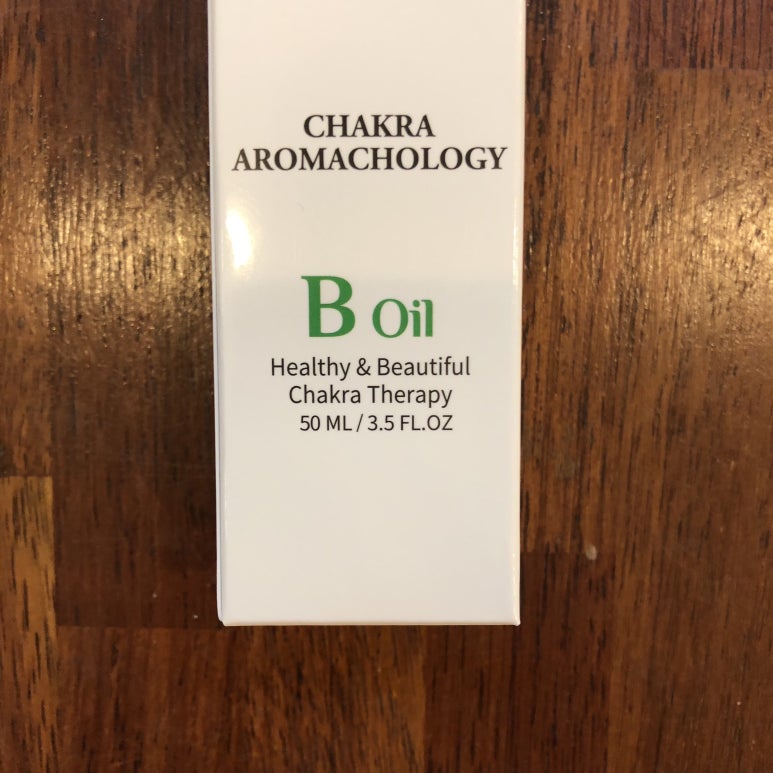 CHAKRA
AROMACHOLOGY
B Oil
Healthy & Beautiful
Chakra Therapy
50 ML / 3.5 FL.OZ